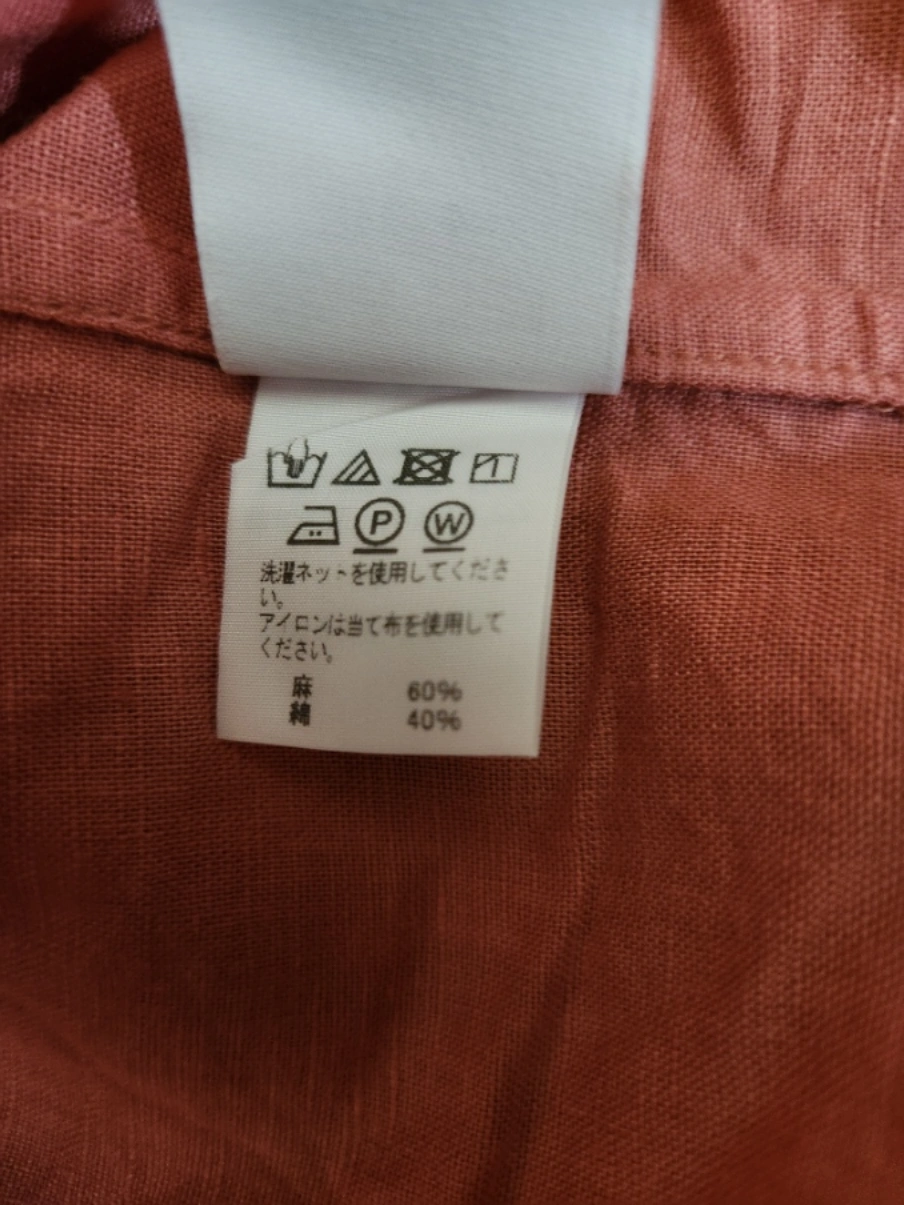 P W
洗濯ネットを使用してくださ
い。
アイロンは当て布を使用して
ください。
麻 60%
綿 40%